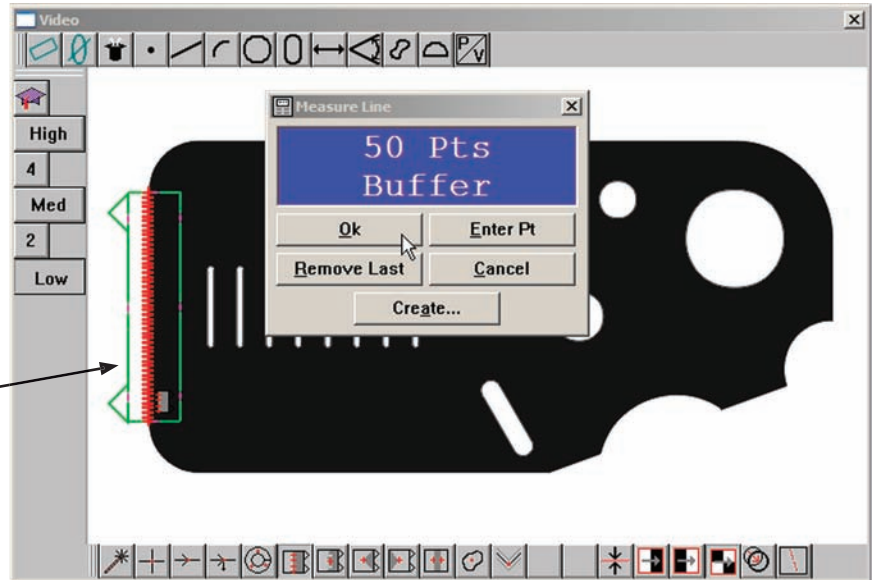 Video
P/V
High
4
Med
2
Low
Measure Line
50 Pts
Buffer
Ok
Enter Pt
Remove Last
Cancel
Create...